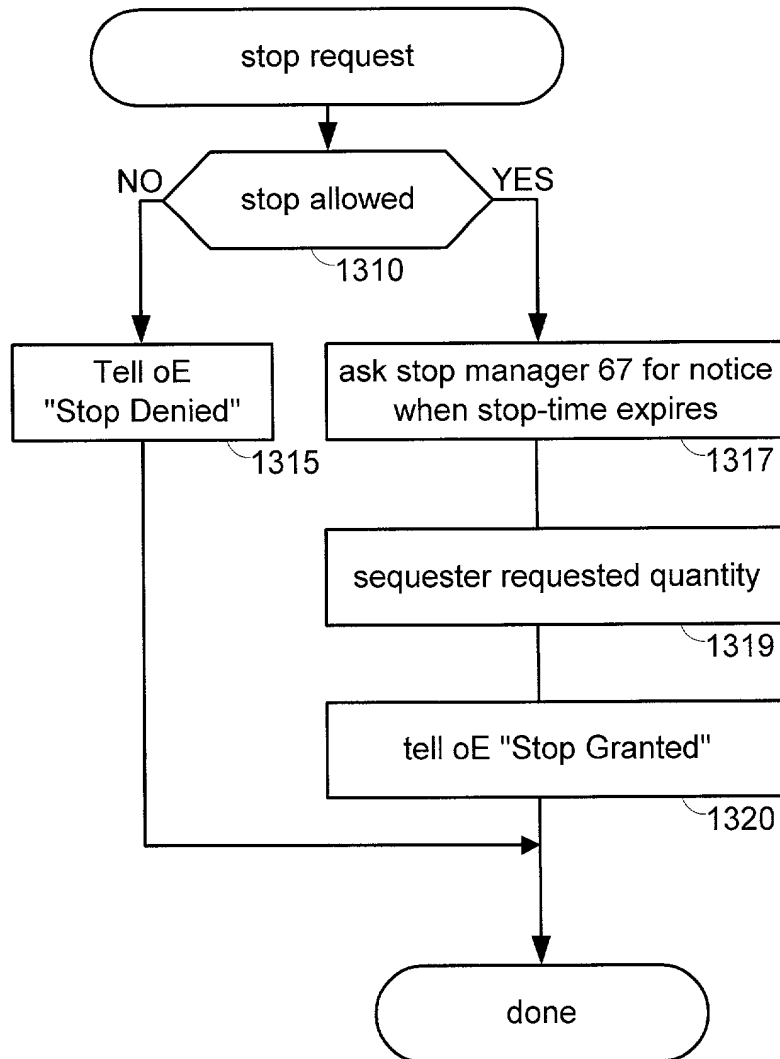 stop request
NO
YES
stop allowed
1310
Tell oE
"Stop Denied"
1315
ask stop manager 67 for notice
when stop-time expires
1317
sequester requested quantity
1319
tell oE "Stop Granted"
1320
done